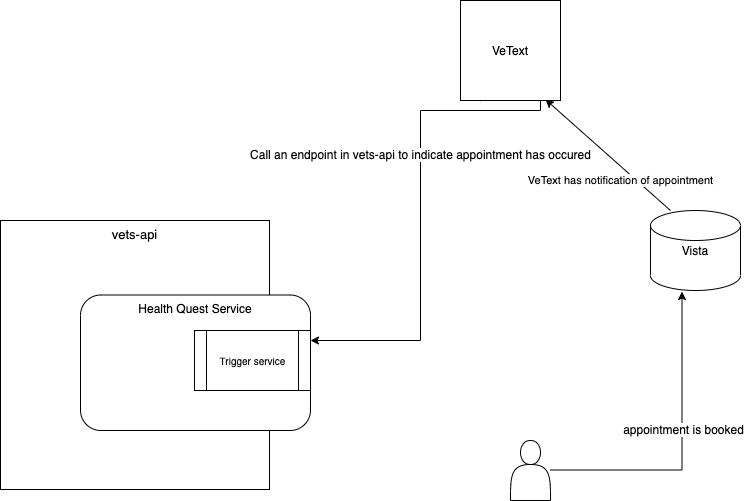 VeText
Call an endpoint in vets-api to indicate appointment has occured
VeText has notification of appointment
vets-api
Vista
Health Quest Service
Trigger service
appointment is booked